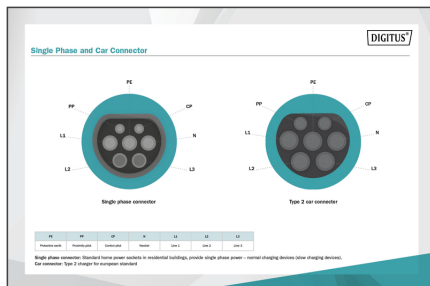 DIGITUS®
Single Phase and Car Connector
PE
PP
CP
L1
N
L2
L3
Single phase connector
PE
PP
CP
L1
N
L2
L3
Type 2 car connector
PE PP CP N L1 L2 L3
Protective earth Proximity pilot Control pilot Neutral Line 1 Line 2 Line 3
Single phase connector: Standard home power sockets in residential buildings, provide single phase power – normal charging devices (slow charging devices).
Car connector: Type 2 charger for european standard